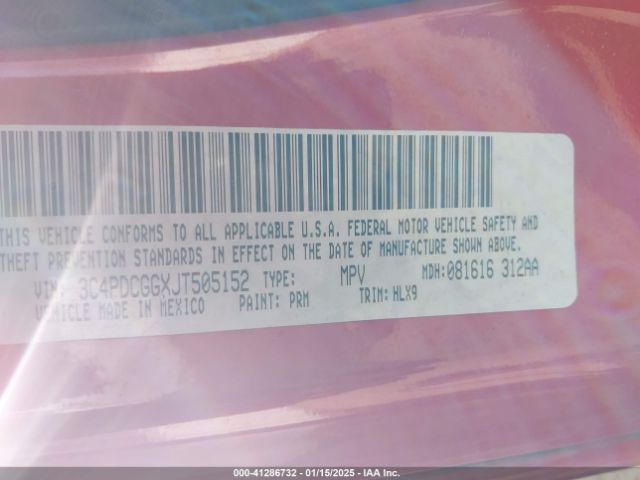 THIS VEHICLE CONFORMS TO ALL APPLICABLE U.S.A. FEDERAL MOTOR VEHICLE SAFETY AND
THEFT PREVENTION STANDARDS IN EFFECT ON THE DATE OF MANUFACTURE SHOWN ABOVE.
VIN: 3C4PDCGGXJT505152 TYPE: MPV MDH:081616 312AA
VEHICLE MADE IN MEXICO PAINT: PRM TRIM: HLX9
000-41286732 - 01/15/2025 - IAA Inc.